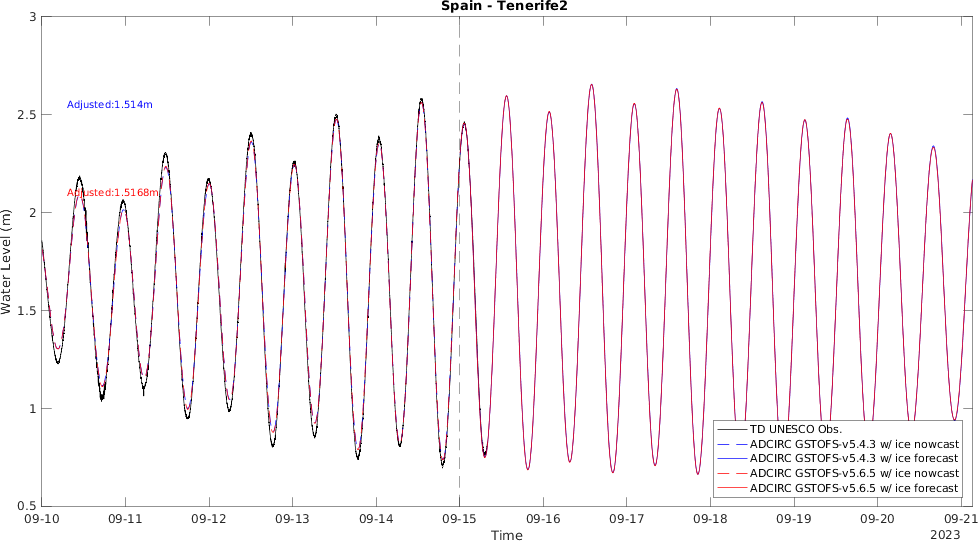 Spain - Tenerife2
3
2.5
2
1.5
1
0.5
Water Level (m)
Adjusted:1.514m
Adjusted:1.5168m
TD UNESCO Obs.
ADCIRC GSTOFS-v5.4.3 w/ ice nowcast
ADCIRC GSTOFS-v5.4.3 w/ ice forecast
ADCIRC GSTOFS-v5.6.5 w/ ice nowcast
ADCIRC GSTOFS-v5.6.5 w/ ice forecast
09-10 09-11 09-12 09-13 09-14 09-15 09-16 09-17 09-18 09-19 09-20 09-21
Time
2023